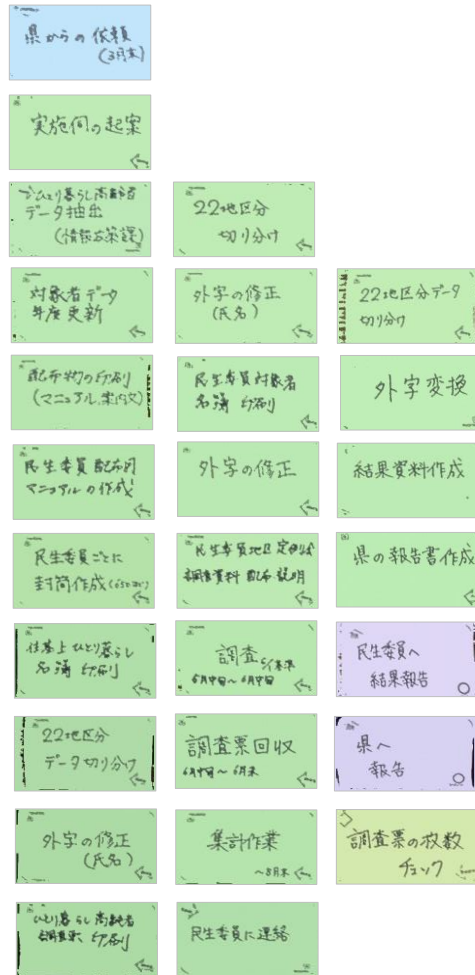 県からの依頼
(3月末)
実施伺の起案
ひとり暮らし高齢者
データ抽出
(情報政策課)
対象者データ
年度更新
配布物の印刷
(マニュアル、案内文)
民生委員配布用
マニュアルの作成
民生委員ごとに
封筒作成
住基上ひとり暮らし
名簿 印刷
22地区分
データ切り分け
外字の修正
(氏名)
ひとり暮らし高齢者
調査票 印刷
22地区分
切り分け
外字の修正
(氏名)
民生委員対象者
名簿 印刷
外字の修正
民生委員地区 定例会
調査資料 配布 説明
調査 6/1基準
6月中旬〜6月中旬
調査票回収
6月中旬〜6月末
集計作業
〜8月末
民生委員に連絡
22地区分データ
切り分け
外字変換
結果資料作成
県の報告書作成
民生委員へ
結果報告
県へ
報告
調査票の枚数
チェック